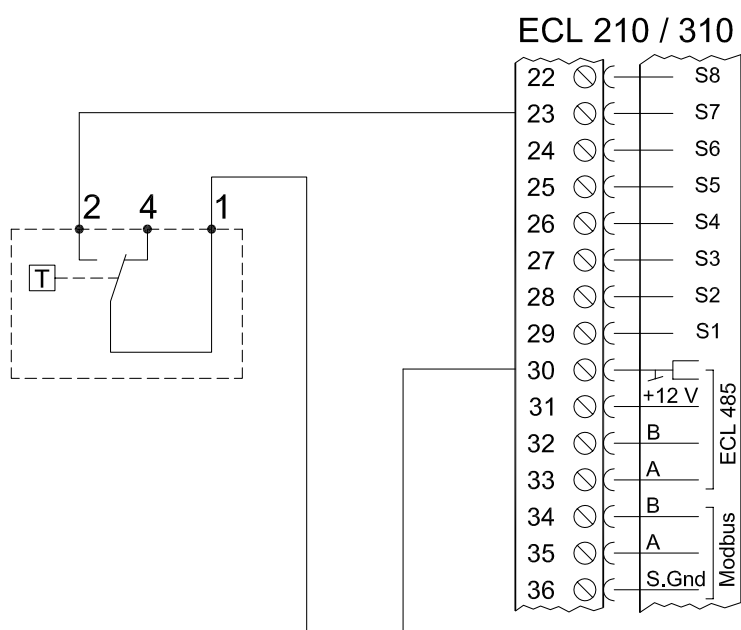 ECL 210 / 310
22 S8
23 S7
2 4 1
24 S6
25 S5
26 S4
27 S3
T
28 S2
29 S1
30
31 +12 V
32 B
33 A
ECL 485
34 B
35 A
36 S.Gnd
Modbus